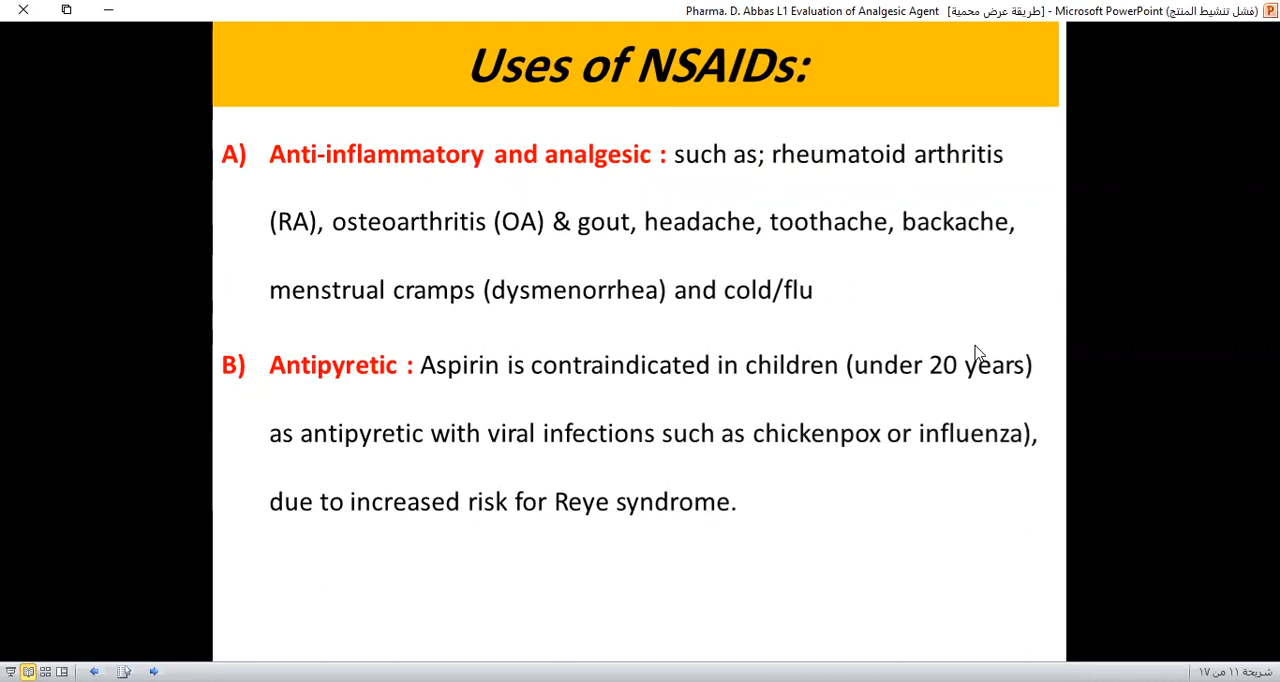 Pharma. D. Abbas L1 Evaluation of Analgesic Agent [طريقة عرض محمية] - Microsoft PowerPoint (فشل تنشيط المنتج)
Uses of NSAIDs:
A) Anti-inflammatory and analgesic : such as; rheumatoid arthritis
(RA), osteoarthritis (OA) & gout, headache, toothache, backache,
menstrual cramps (dysmenorrhea) and cold/flu
B) Antipyretic : Aspirin is contraindicated in children (under 20 years)
as antipyretic with viral infections such as chickenpox or influenza),
due to increased risk for Reye syndrome.
شريحة ١١ من ١٧